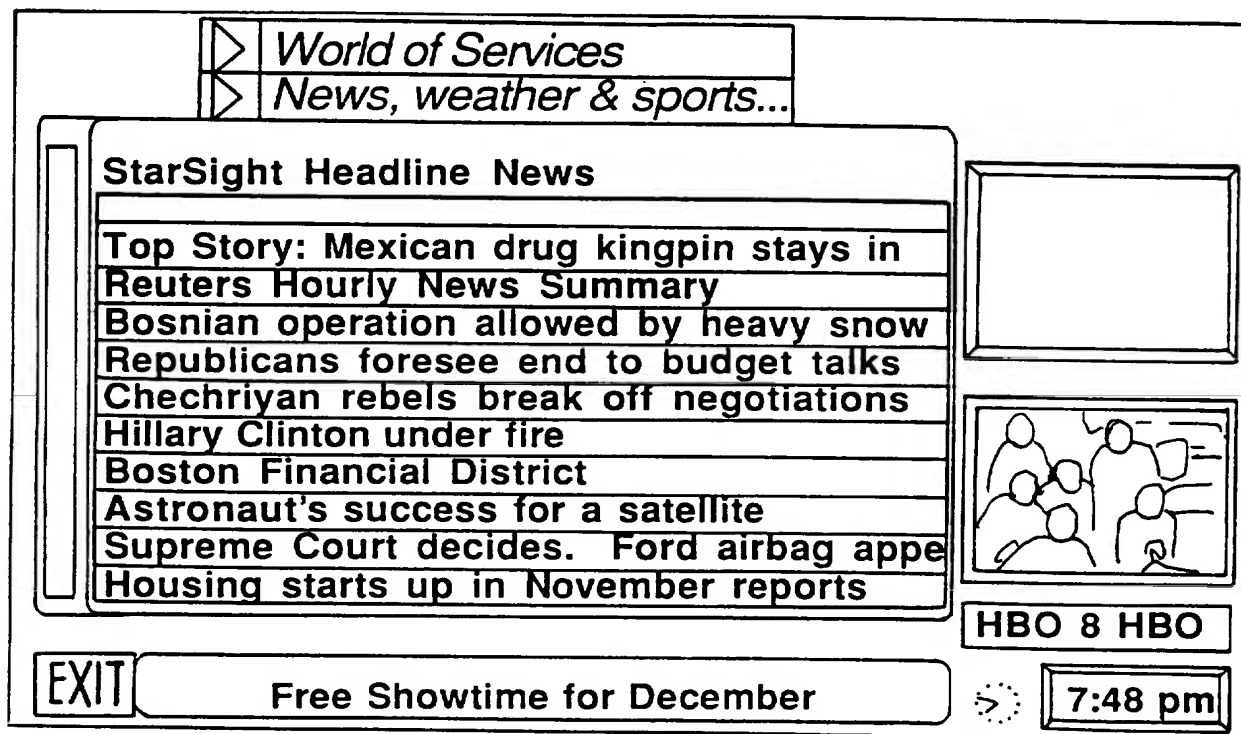 World of Services
News, weather & sports...
StarSight Headline News
Top Story: Mexican drug kingpin stays in
Reuters Hourly News Summary
Bosnian operation allowed by heavy snow
Republicans foresee end to budget talks
Chechriyan rebels break off negotiations
Hillary Clinton under fire
Boston Financial District
Astronaut's success for a satellite
Supreme Court decides. Ford airbag appe
Housing starts up in November reports
HBO 8 HBO
EXIT
Free Showtime for December
7:48 pm